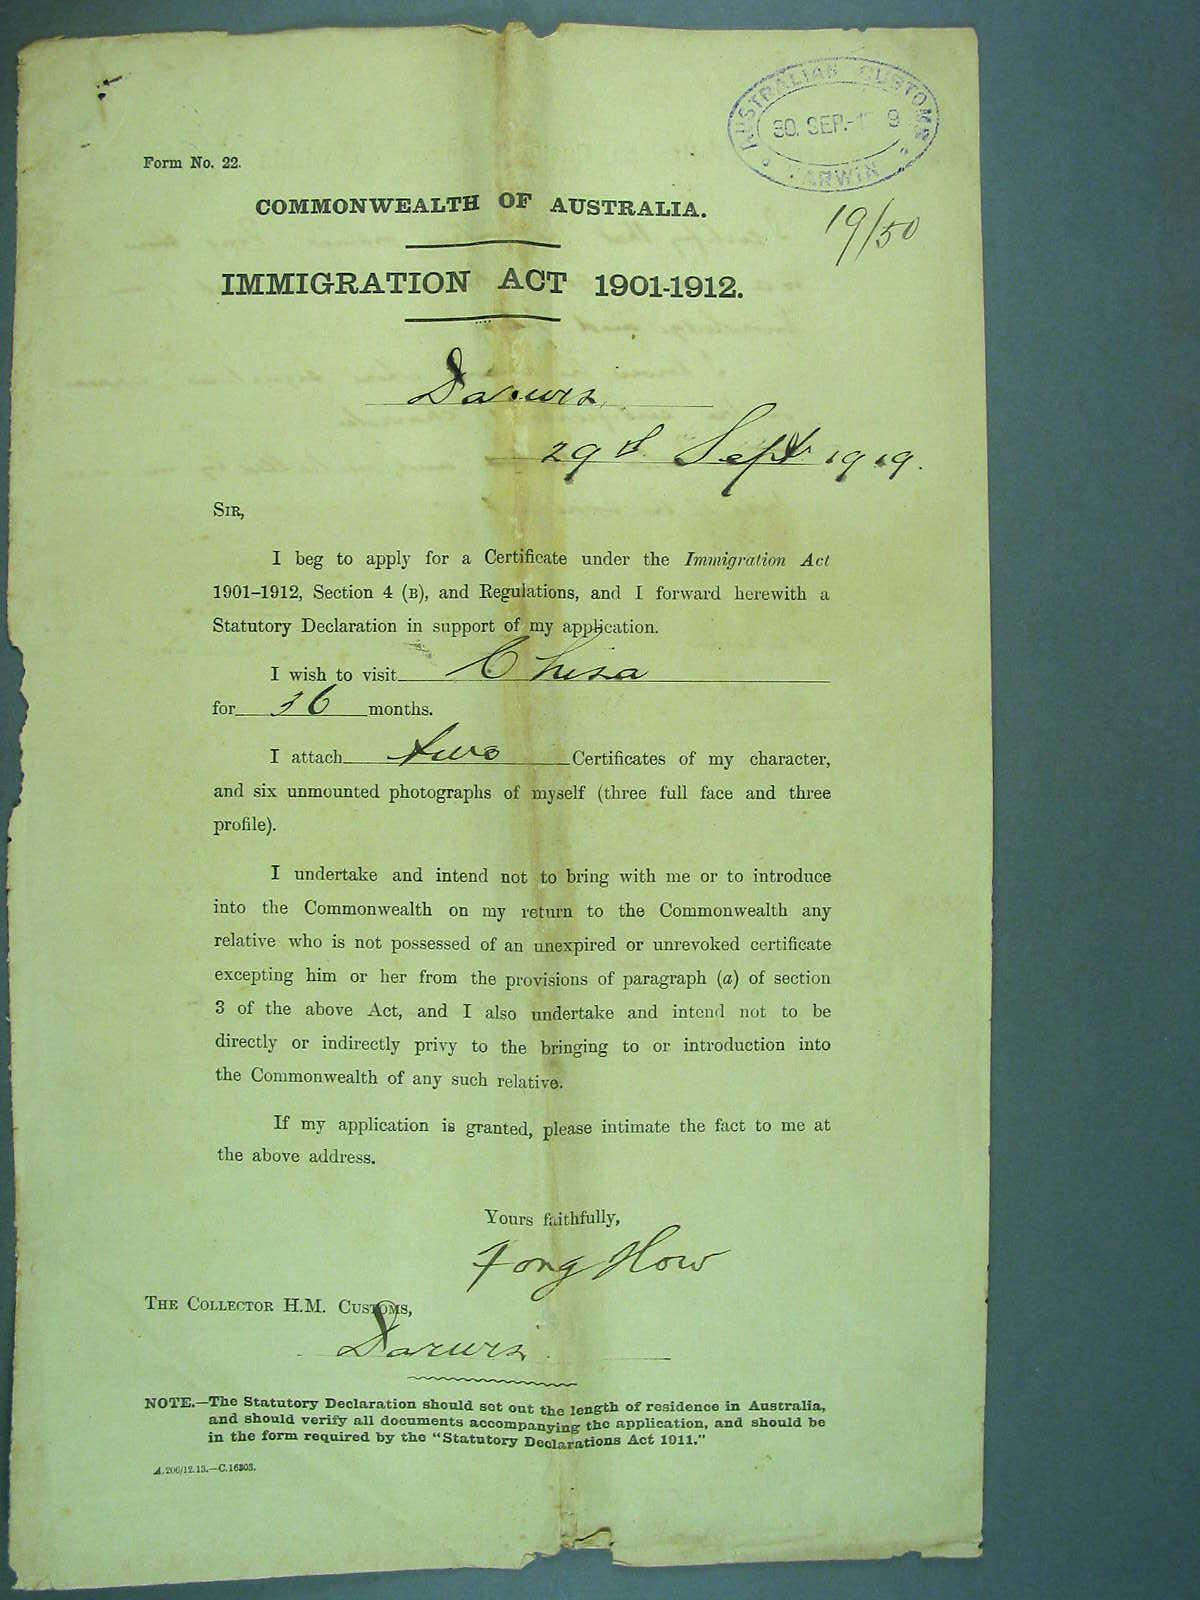 AUSTRALIAN CUSTOMS
30. SEP.-1 9
DARWIN
Form No. 22.
19/50
COMMONWEALTH OF AUSTRALIA.
IMMIGRATION ACT 1901-1912.
Darwin
29th Sept 1919.
SIR,
I beg to apply for a Certificate under the Immigration Act
1901–1912, Section 4 (B), and Regulations, and I forward herewith a
Statutory Declaration in support of my application.
I wish to visit China
for 36 months.
I attach two Certificates of my character,
and six unmounted photographs of myself (three full face and three
profile).
I undertake and intend not to bring with me or to introduce
into the Commonwealth on my return to the Commonwealth any
relative who is not possessed of an unexpired or unrevoked certificate
excepting him or her from the provisions of paragraph (a) of section
3 of the above Act, and I also undertake and intend not to be
directly or indirectly privy to the bringing to or introduction into
the Commonwealth of any such relative.
If my application is granted, please intimate the fact to me at
the above address.
Yours faithfully,
Fong How
THE COLLECTOR H.M. CUSTOMS,
Darwin
NOTE.—The Statutory Declaration should set out the length of residence in Australia,
and should verify all documents accompanying the application, and should be
in the form required by the "Statutory Declarations Act 1911."
A.206/12.13.—C.16303.